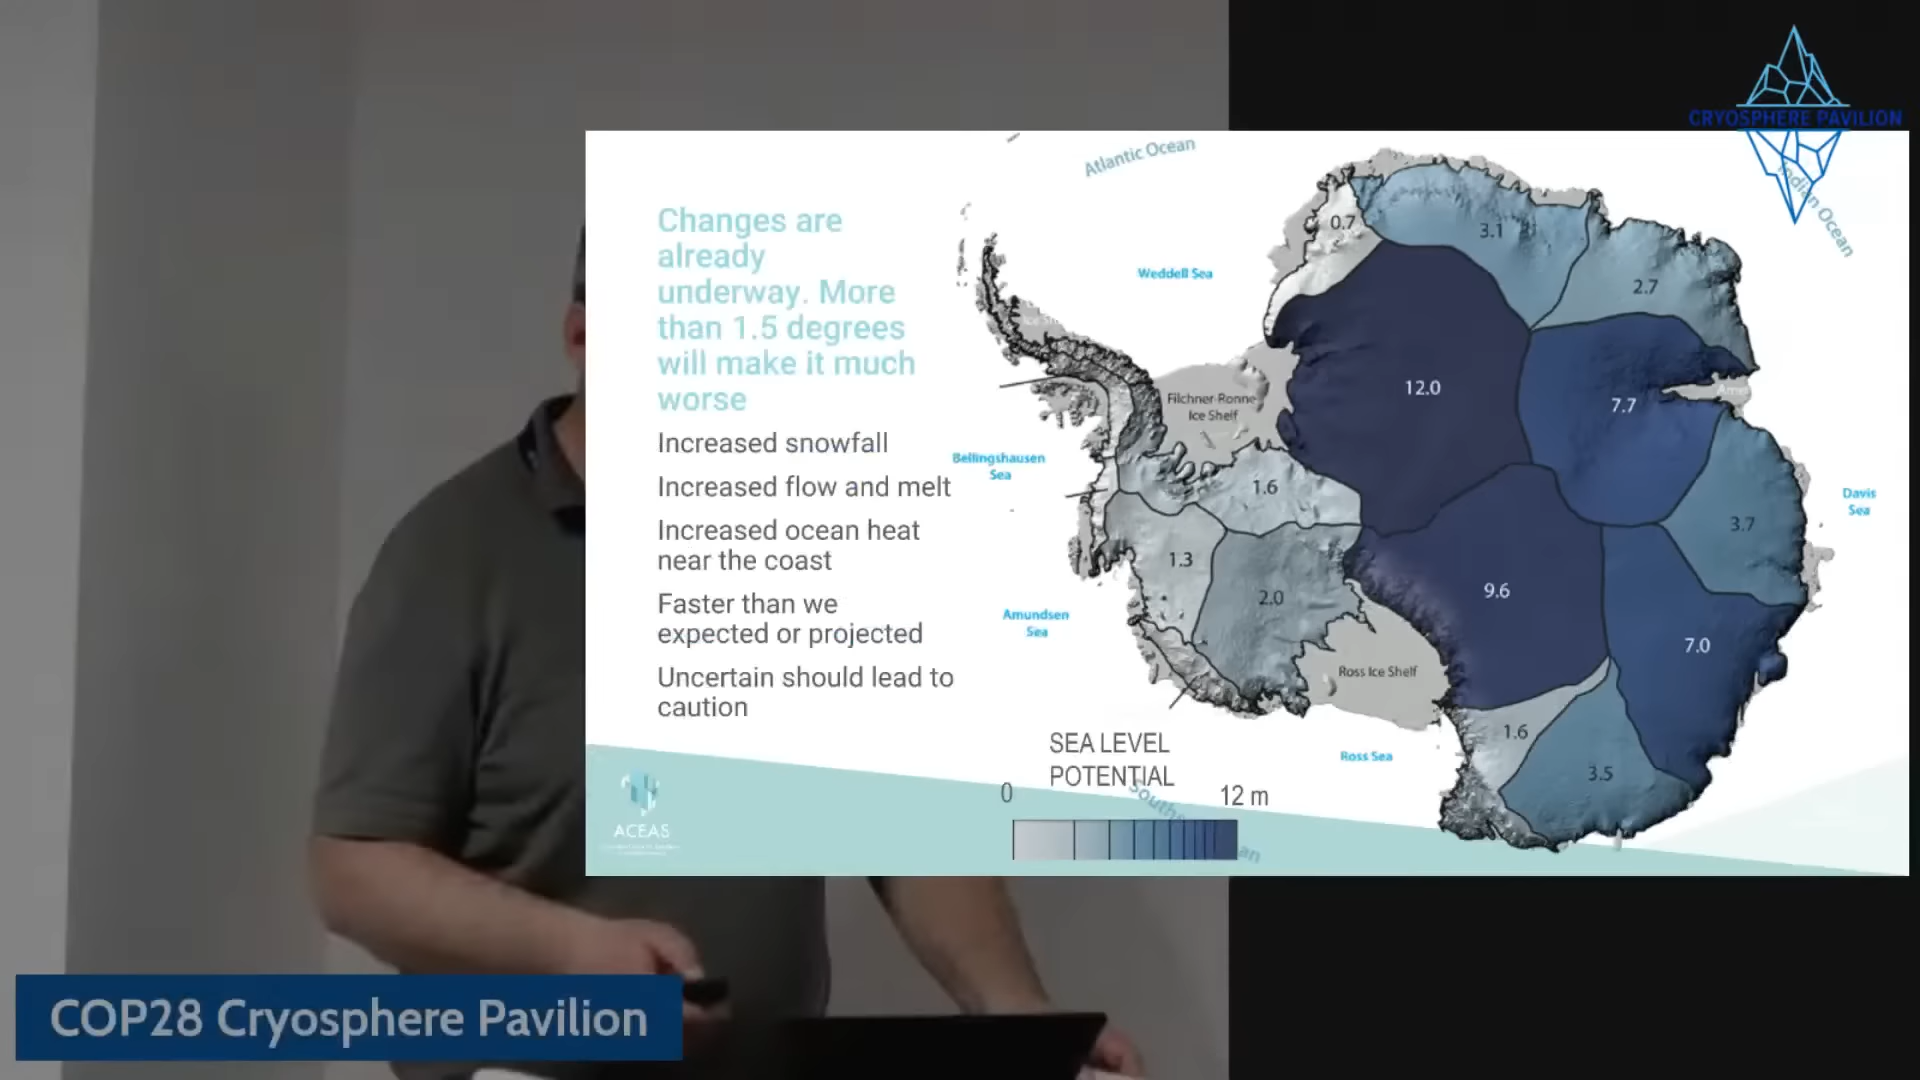 CRYOSPHERE PAVILION
Changes are
already
underway. More
than 1.5 degrees
will make it much
worse
Increased snowfall
Increased flow and melt
Increased ocean heat
near the coast
Faster than we
expected or projected
Uncertain should lead to
caution
ACEAS
Atlantic Ocean
Indian Ocean
Weddell Sea
0.7
3.1
2.7
12.0
7.7
Filchner-Ronne
Ice Shelf
Bellingshausen
Sea
1.6
Davis
Sea
3.7
1.3
2.0
9.6
Amundsen
Sea
7.0
Ross Ice Shelf
1.6
Ross Sea
3.5
SEA LEVEL
POTENTIAL
0
12 m
COP28 Cryosphere Pavilion